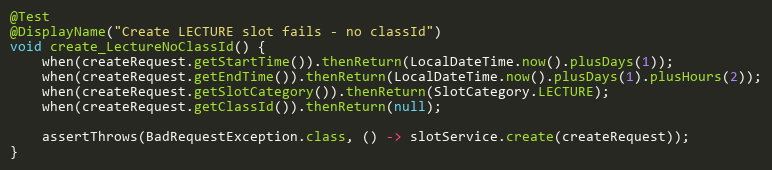 @Test
@DisplayName("Create LECTURE slot fails - no classId")
void create_LectureNoClassId() {
    when(createRequest.getStartTime()).thenReturn(LocalDateTime.now().plusDays(1));
    when(createRequest.getEndTime()).thenReturn(LocalDateTime.now().plusDays(1).plusHours(2));
    when(createRequest.getSlotCategory()).thenReturn(SlotCategory.LECTURE);
    when(createRequest.getClassId()).thenReturn(null);

    assertThrows(BadRequestException.class, () -> slotService.create(createRequest));
}